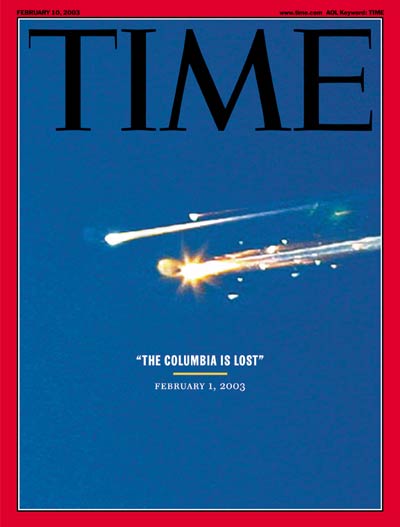 FEBRUARY 10, 2003
www.time.com AOL Keyword: TIME
TIME
“THE COLUMBIA IS LOST”
FEBRUARY 1, 2003